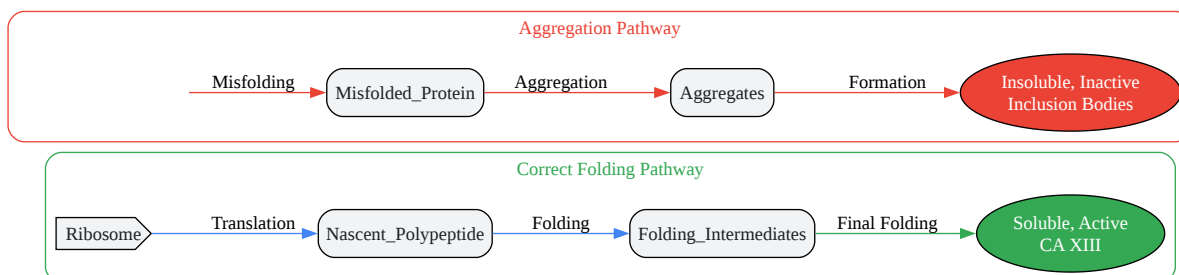 Aggregation Pathway
Misfolding
Misfolded_Protein
Aggregation
Aggregates
Formation
Insoluble, Inactive
Inclusion Bodies
Correct Folding Pathway
Ribosome
Translation
Nascent_Polypeptide
Folding
Folding_Intermediates
Final Folding
Soluble, Active
CA XIII